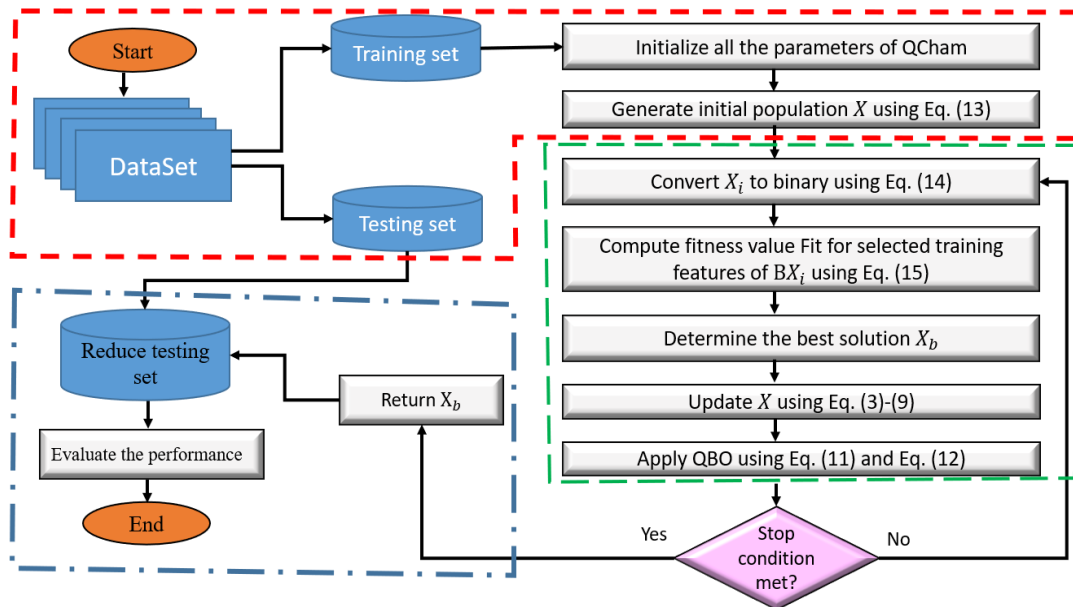 Start
DataSet
Training set
Testing set
Initialize all the parameters of QCham
Generate initial population X using Eq. (13)
Convert X_i to binary using Eq. (14)
Compute fitness value Fit for selected training
features of BX_i using Eq. (15)
Determine the best solution X_b
Update X using Eq. (3)-(9)
Apply QBO using Eq. (11) and Eq. (12)
Stop
condition
met?
Yes
No
Return X_b
Reduce testing
set
Evaluate the performance
End